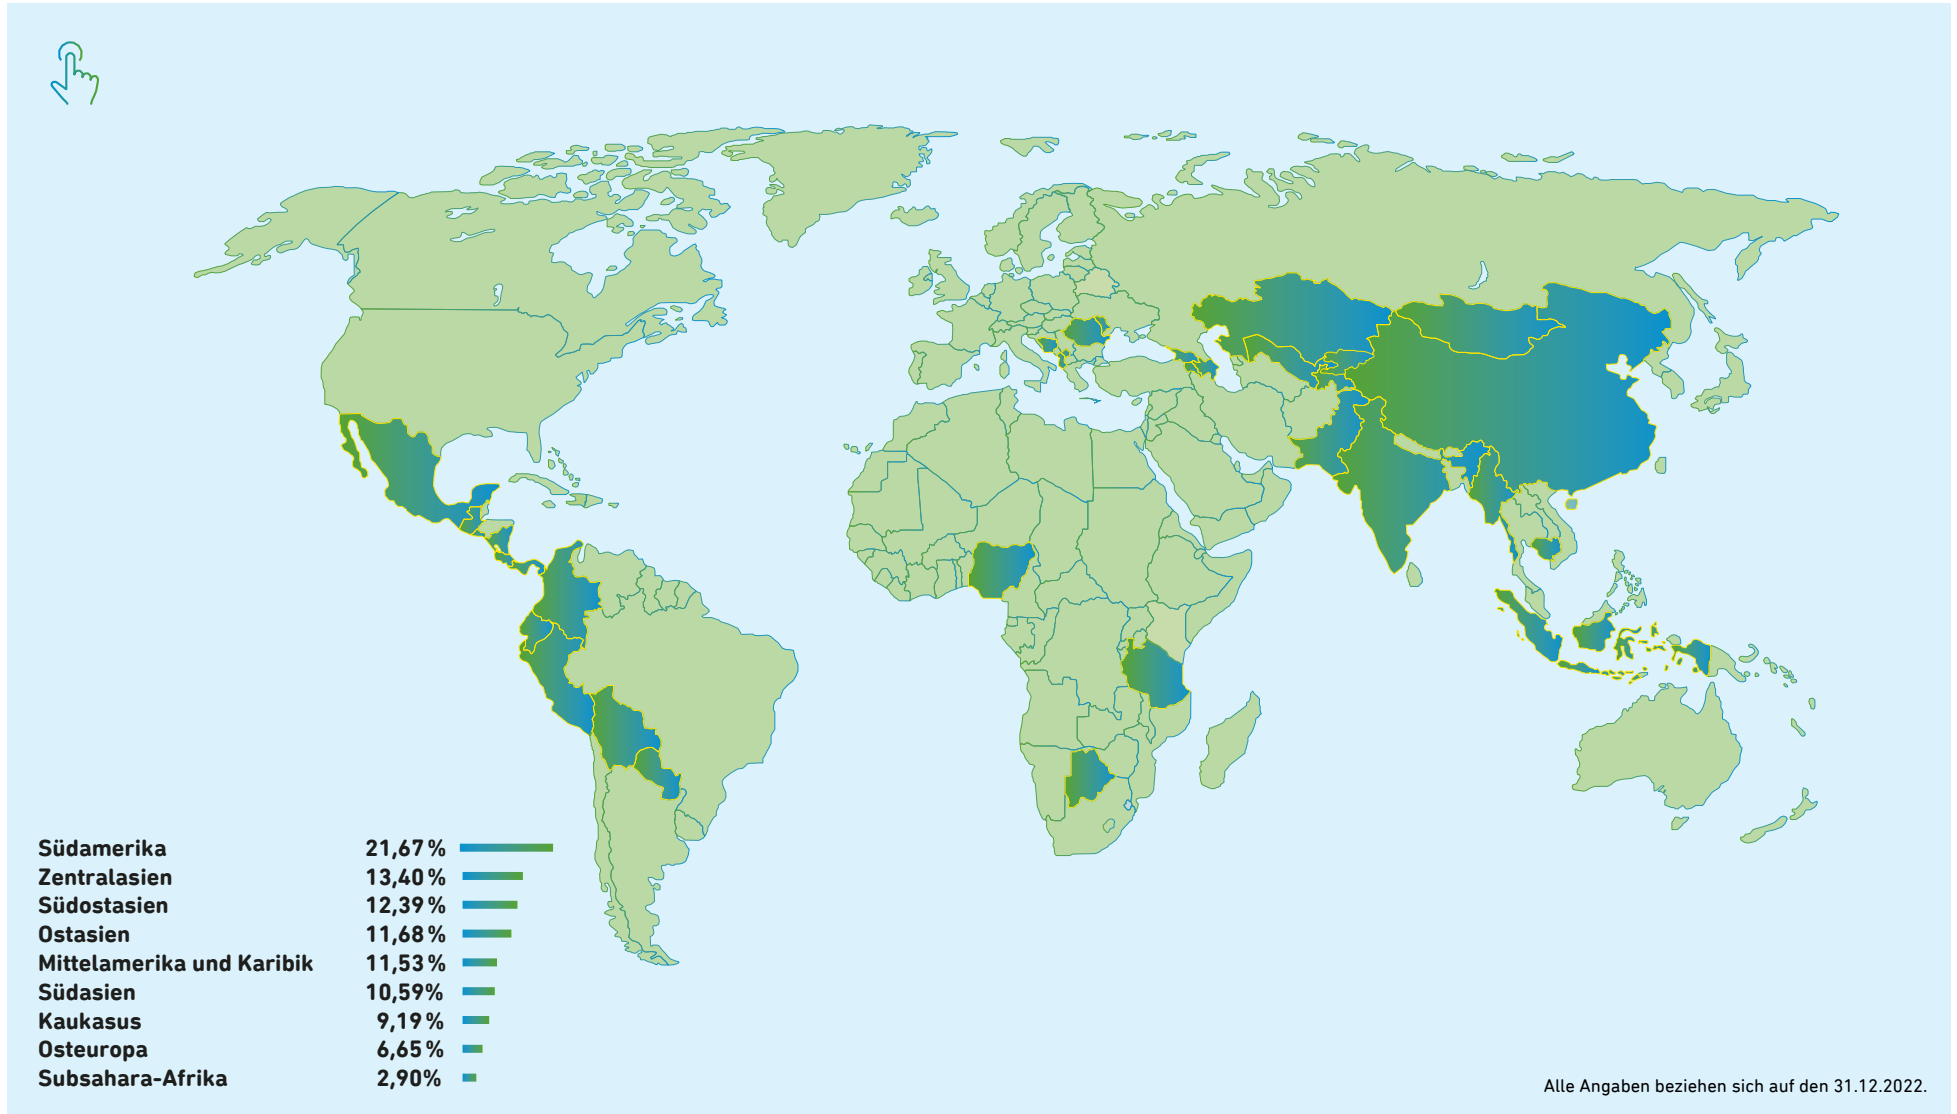 Südamerika 21,67 %
Zentralasien 13,40 %
Südostasien 12,39 %
Ostasien 11,68 %
Mittelamerika und Karibik 11,53 %
Südasien 10,59%
Kaukasus 9,19 %
Osteuropa 6,65 %
Subsahara-Afrika 2,90%
Alle Angaben beziehen sich auf den 31.12.2022.